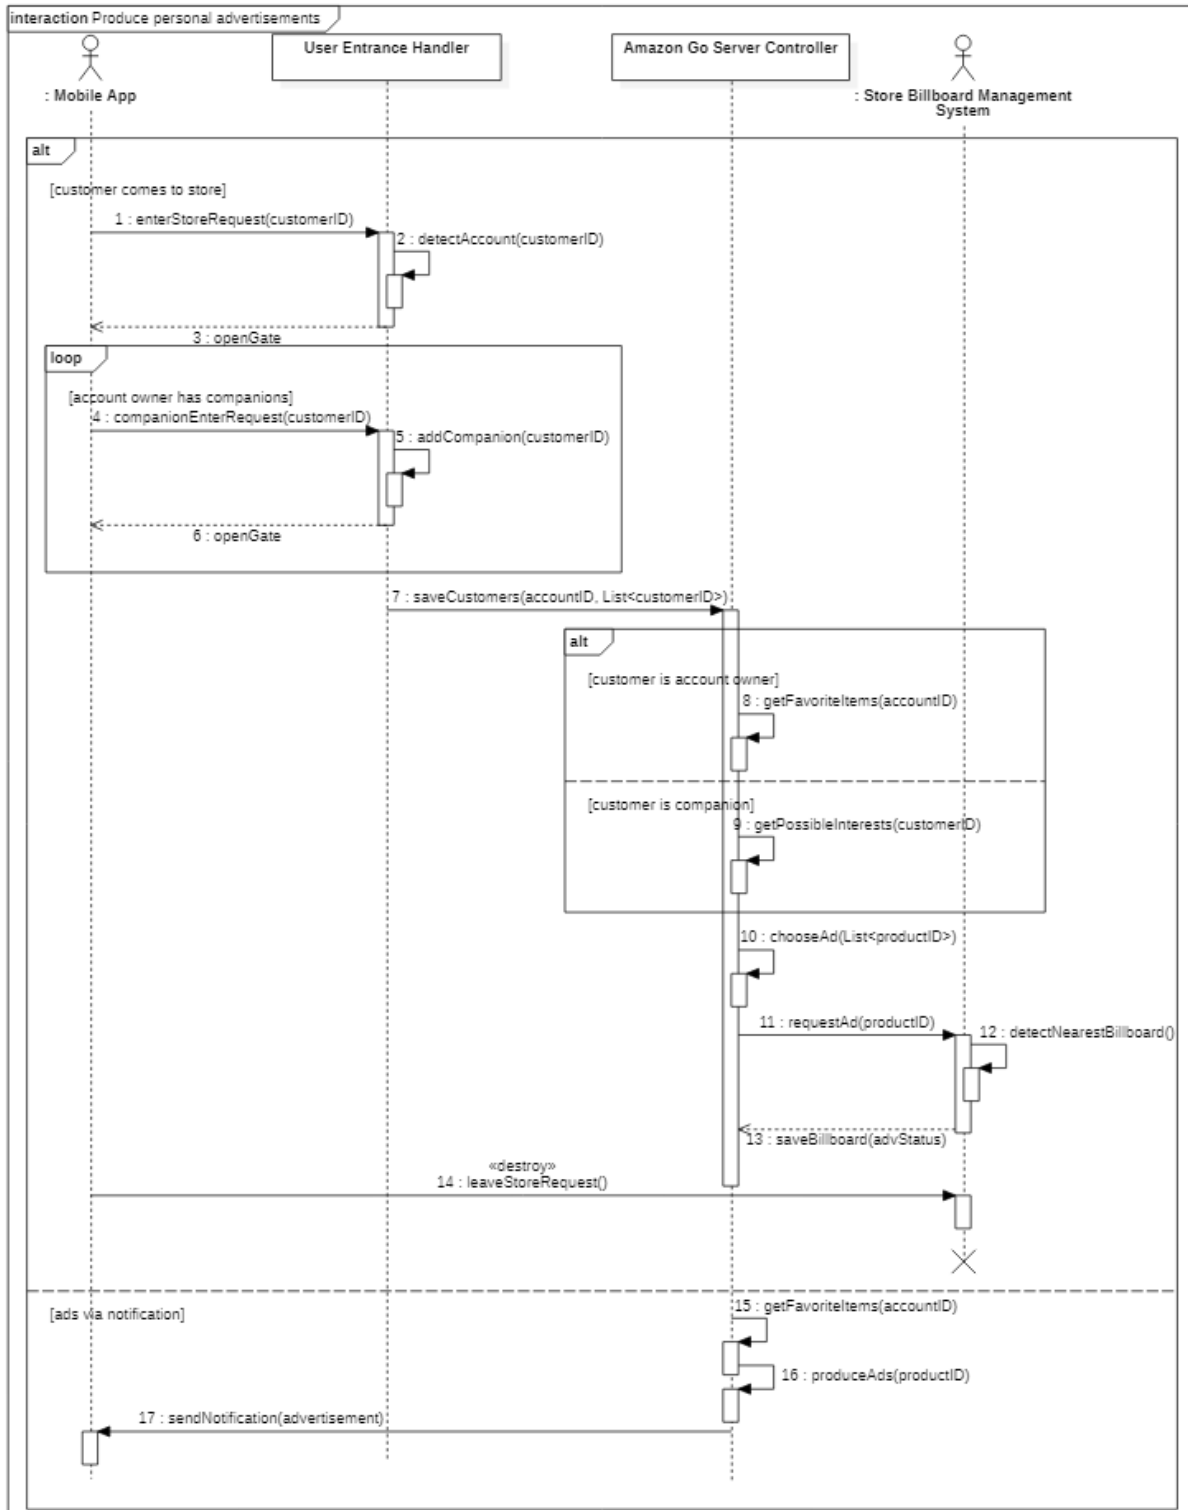 interaction Produce personal advertisements
User Entrance Handler
Amazon Go Server Controller
: Mobile App
: Store Billboard Management
System
alt
[customer comes to store]
1 : enterStoreRequest(customerID)
2 : detectAccount(customerID)
3 : openGate
loop
[account owner has companions]
4 : companionEnterRequest(customerID)
5 : addCompanion(customerID)
6 : openGate
7 : saveCustomers(accountID, List<customerID>)
alt
[customer is account owner]
8 : getFavoriteItems(accountID)
[customer is companion]
9 : getPossibleInterests(customerID)
10 : chooseAd(List<productID>)
11 : requestAd(productID)
12 : detectNearestBillboard()
13 : saveBillboard(advStatus)
«destroy»
14 : leaveStoreRequest()
[ads via notification]
15 : getFavoriteItems(accountID)
16 : produceAds(productID)
17 : sendNotification(advertisement)